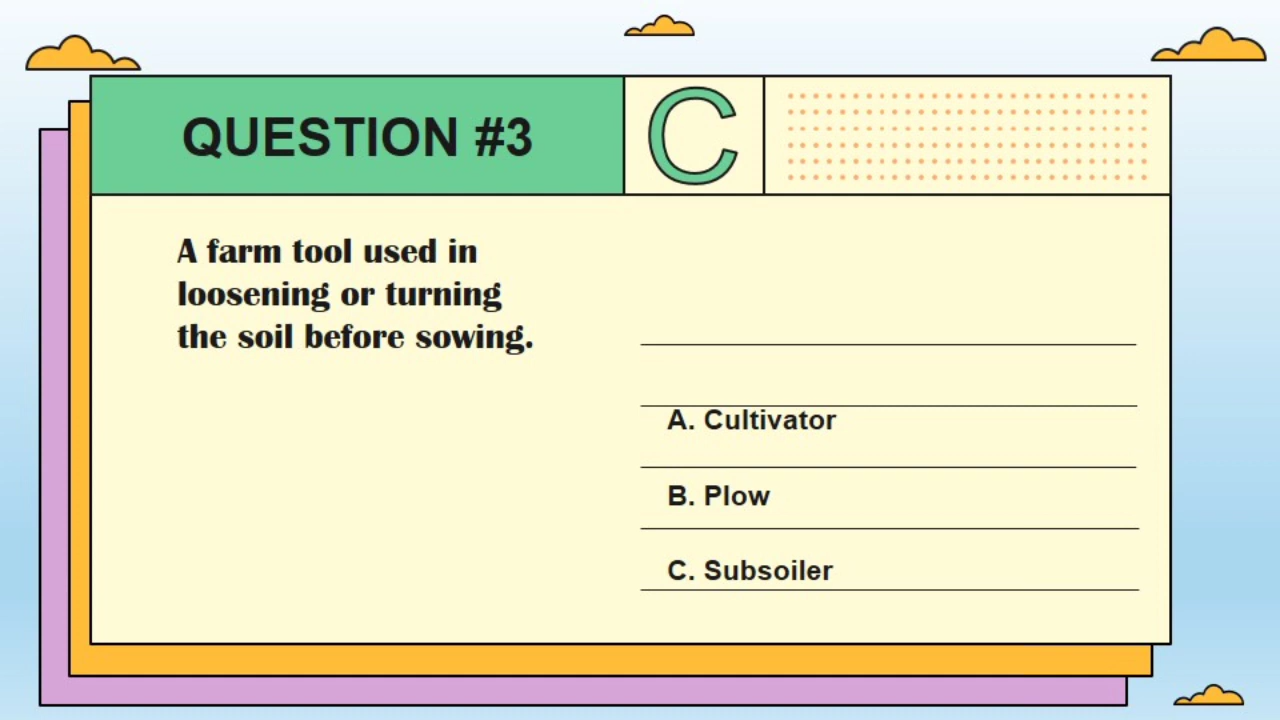 QUESTION #3
C
A farm tool used in
loosening or turning
the soil before sowing.
A. Cultivator
B. Plow
C. Subsoiler